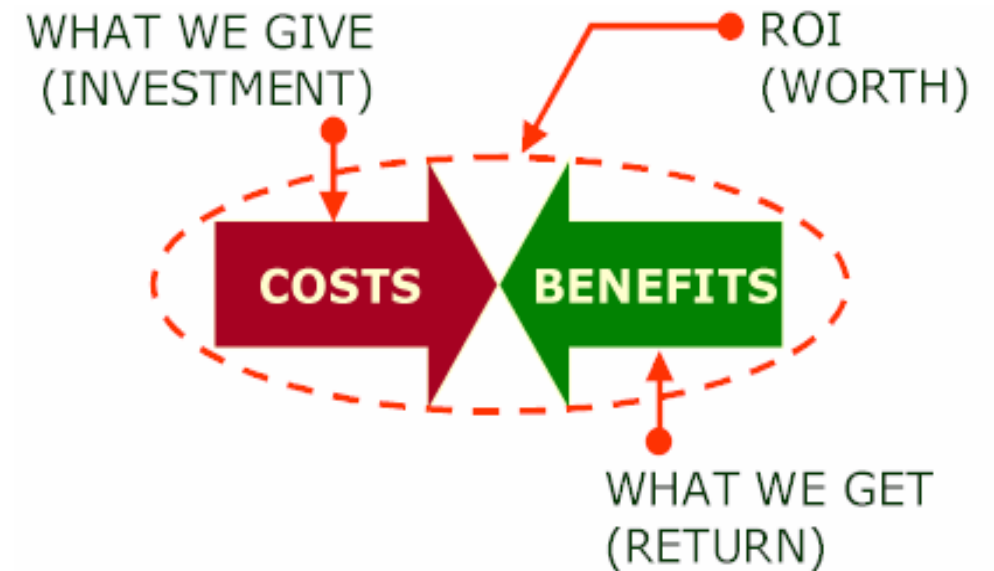 WHAT WE GIVE
(INVESTMENT)
ROI
(WORTH)
COSTS
BENEFITS
WHAT WE GET
(RETURN)